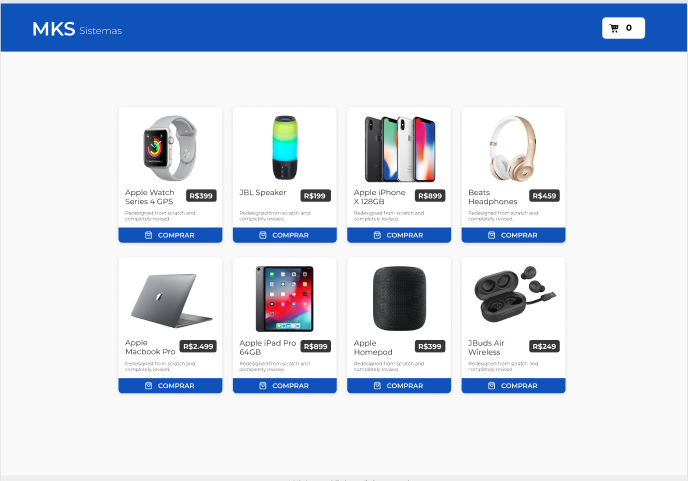 MKS Sistemas
0
Apple Watch
Series 4 GPS
R$399
Redesigned from scratch and
completely revised.
COMPRAR
JBL Speaker
R$199
Redesigned from scratch and
completely revised.
COMPRAR
Apple iPhone
X 128GB
R$899
Redesigned from scratch and
completely revised.
COMPRAR
Beats
Headphones
R$459
Redesigned from scratch and
completely revised.
COMPRAR
Apple
Macbook Pro
R$2.499
Redesigned from scratch and
completely revised.
COMPRAR
Apple iPad Pro
64GB
R$899
Redesigned from scratch and
completely revised.
COMPRAR
Apple
Homepod
R$399
Redesigned from scratch and
completely revised.
COMPRAR
JBuds Air
Wireless
R$249
Redesigned from scratch and
completely revised.
COMPRAR